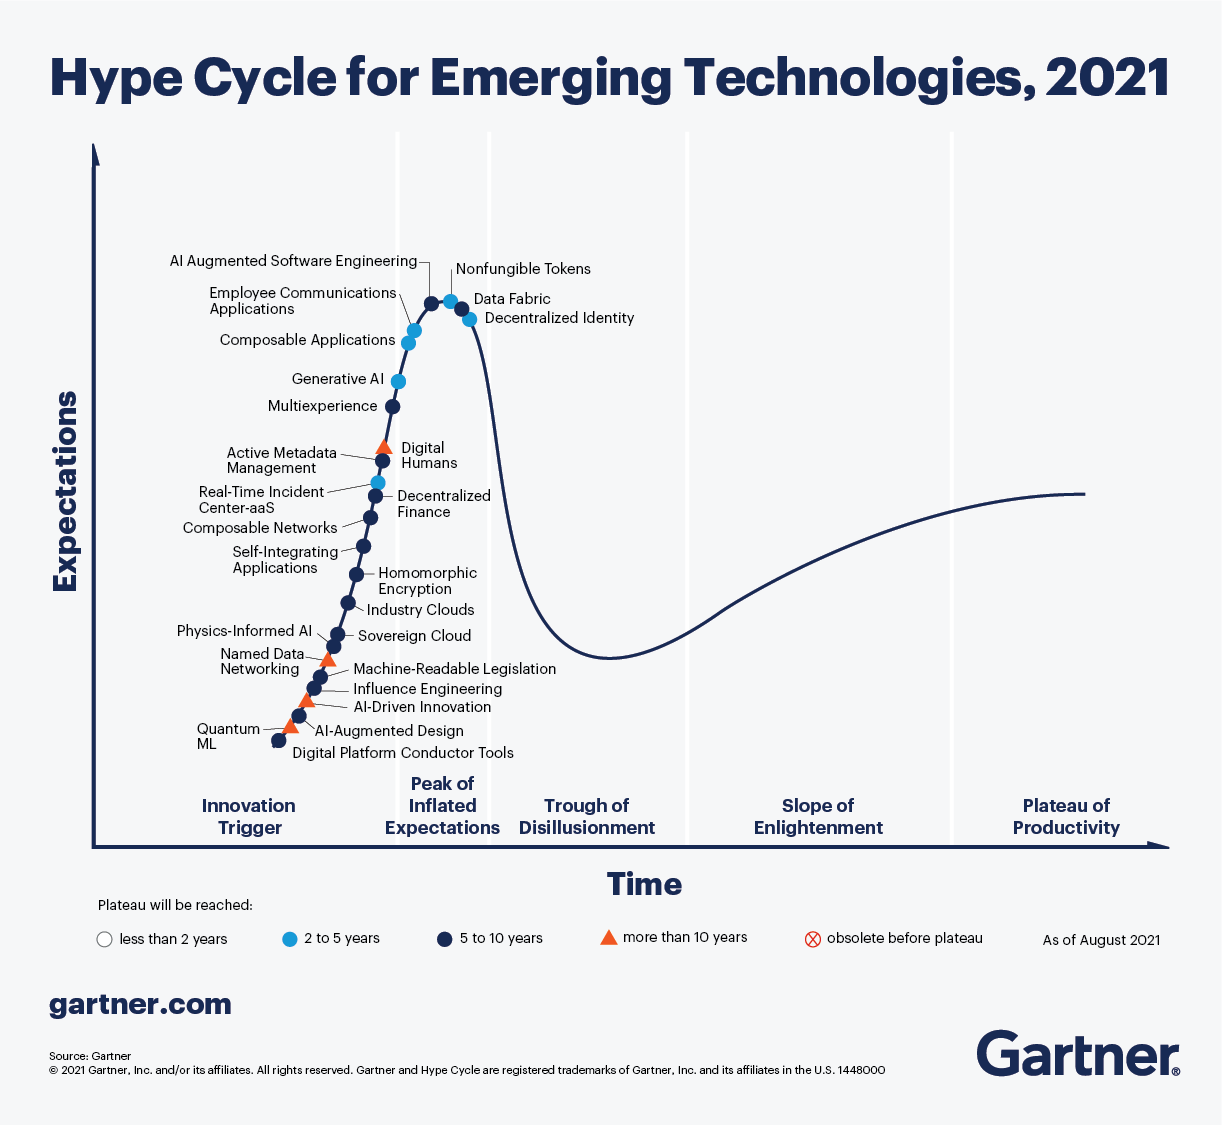 Hype Cycle for Emerging Technologies, 2021
Expectations
AI Augmented Software Engineering
Nonfungible Tokens
Employee Communications
Applications
Data Fabric
Decentralized Identity
Composable Applications
Generative AI
Multiexperience
Active Metadata
Management
Digital
Humans
Real-Time Incident
Center-aaS
Decentralized
Finance
Composable Networks
Self-Integrating
Applications
Homomorphic
Encryption
Industry Clouds
Physics-Informed AI
Sovereign Cloud
Named Data
Networking
Machine-Readable Legislation
Influence Engineering
AI-Driven Innovation
Quantum
ML
AI-Augmented Design
Digital Platform Conductor Tools
Innovation
Trigger
Peak of
Inflated
Expectations
Trough of
Disillusionment
Slope of
Enlightenment
Plateau of
Productivity
Time
Plateau will be reached:
less than 2 years
2 to 5 years
5 to 10 years
more than 10 years
obsolete before plateau
As of August 2021
gartner.com
Source: Gartner
© 2021 Gartner, Inc. and/or its affiliates. All rights reserved. Gartner and Hype Cycle are registered trademarks of Gartner, Inc. and its affiliates in the U.S. 1448000
Gartner®